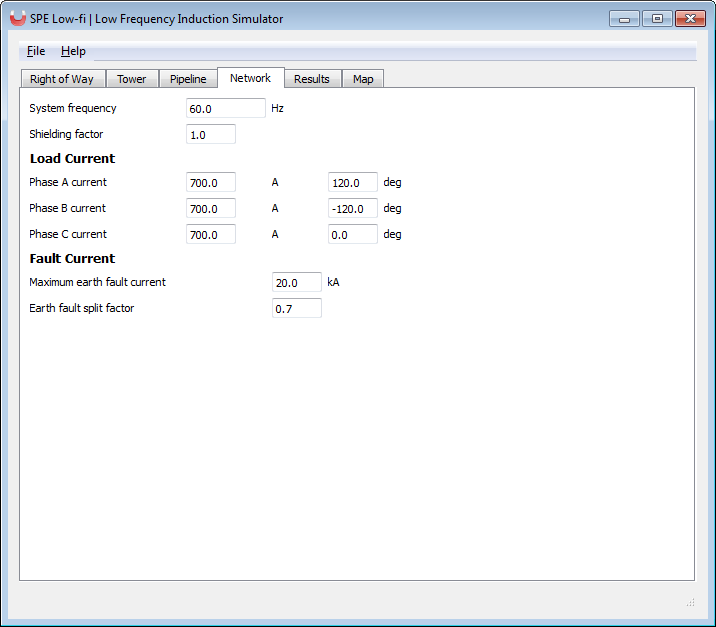 SPE Low-fi | Low Frequency Induction Simulator
File Help
Right of Way Tower Pipeline Network Results Map
System frequency 60.0 Hz
Shielding factor 1.0
Load Current
Phase A current 700.0 A 120.0 deg
Phase B current 700.0 A -120.0 deg
Phase C current 700.0 A 0.0 deg
Fault Current
Maximum earth fault current 20.0 kA
Earth fault split factor 0.7